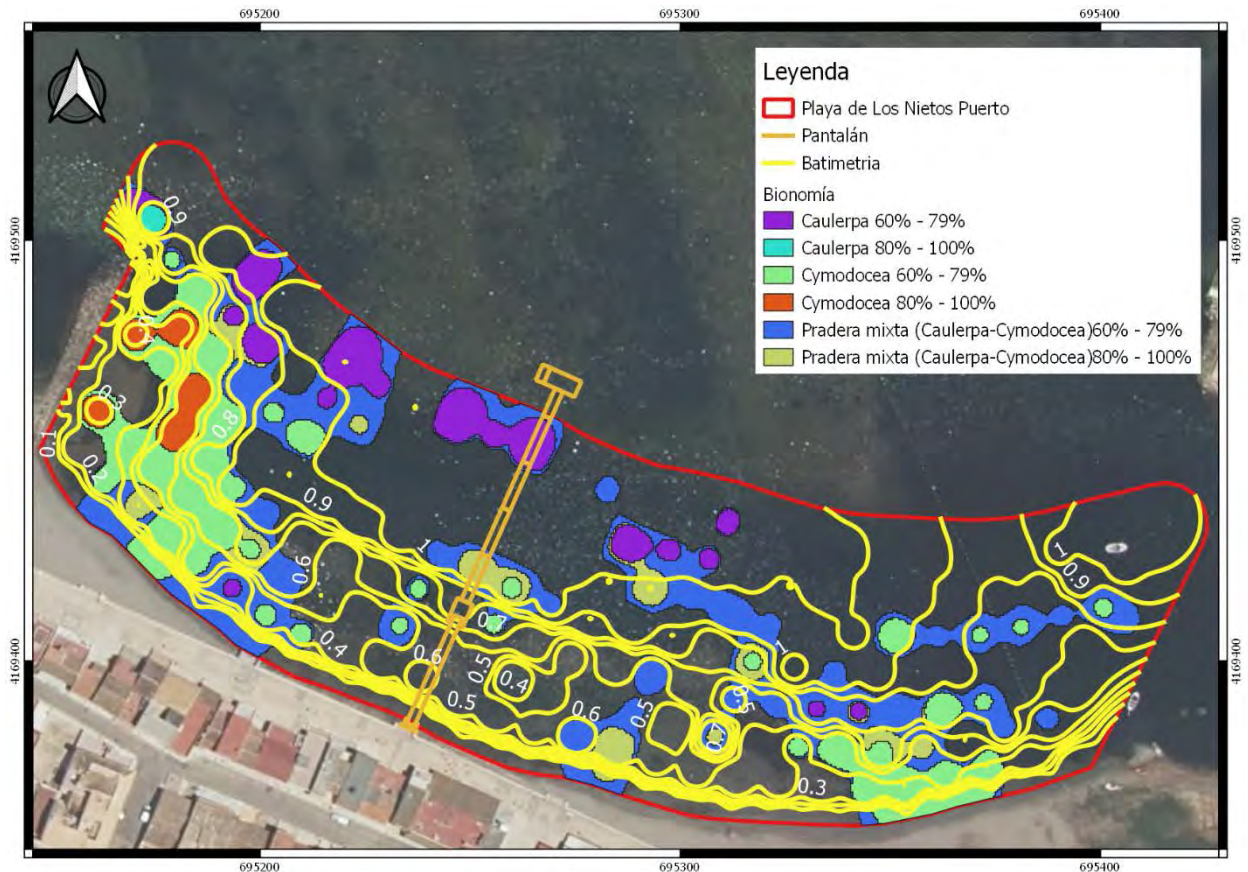 695200
695300
695400
4169500
4169500
Leyenda
Playa de Los Nietos Puerto
Pantalán
Batimetria
Bionomía
Caulerpa 60% - 79%
Caulerpa 80% - 100%
Cymodocea 60% - 79%
Cymodocea 80% - 100%
Pradera mixta (Caulerpa-Cymodocea)60% - 79%
Pradera mixta (Caulerpa-Cymodocea)80% - 100%
0.9
0.3
0.8
0.1
0.2
0.9
1
0.6
0.7
0.4
0.6
0.5
0.4
0.5
0.6
0.5
1
0.3
1
0.9
4169400
4169400
695200
695300
695400